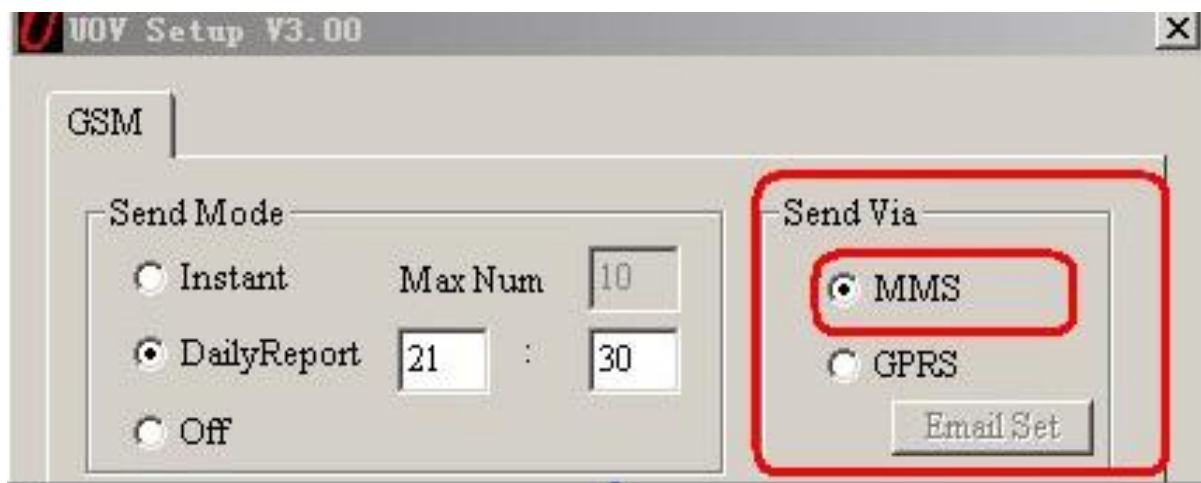 UOV Setup V3.00
GSM
Send Mode
Instant Max Num 10
DailyReport 21 : 30
Off
Send Via
MMS
GPRS
Email Set